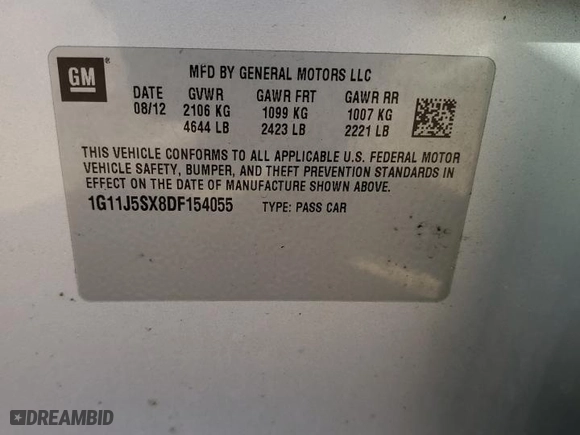 GM ®
MFD BY GENERAL MOTORS LLC
DATE GVWR GAWR FRT GAWR RR
08/12 2106 KG 1099 KG 1007 KG
4644 LB 2423 LB 2221 LB
THIS VEHICLE CONFORMS TO ALL APPLICABLE U.S. FEDERAL MOTOR
VEHICLE SAFETY, BUMPER, AND THEFT PREVENTION STANDARDS IN
EFFECT ON THE DATE OF MANUFACTURE SHOWN ABOVE.
1G11J5SX8DF154055 TYPE: PASS CAR
DREAMBID